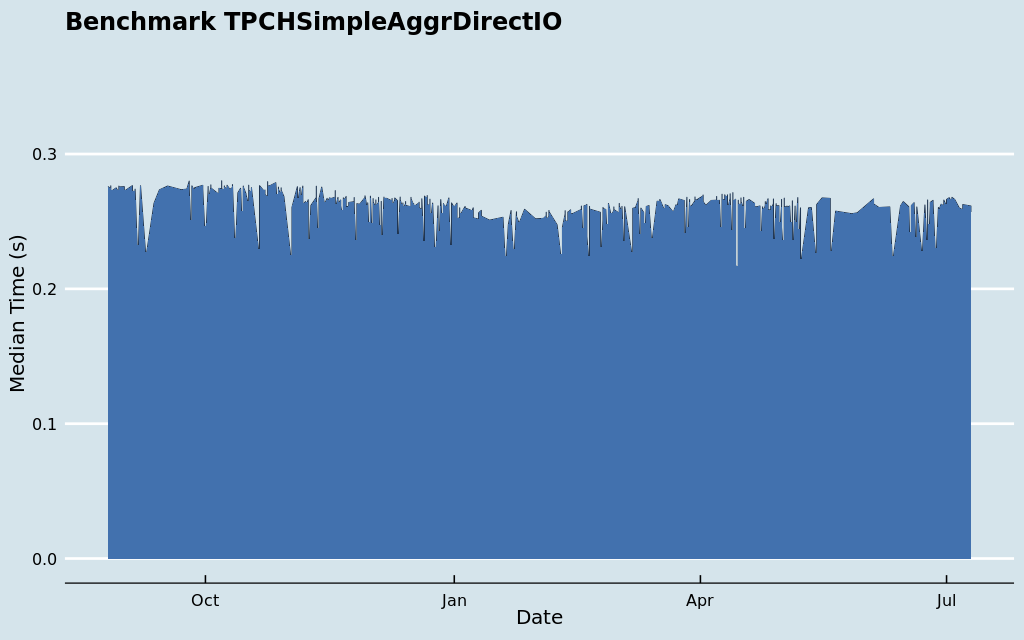 Benchmark TPCHSimpleAggrDirectIO
Median Time (s)
0.3
0.2
0.1
0.0
Oct
Jan
Apr
Jul
Date